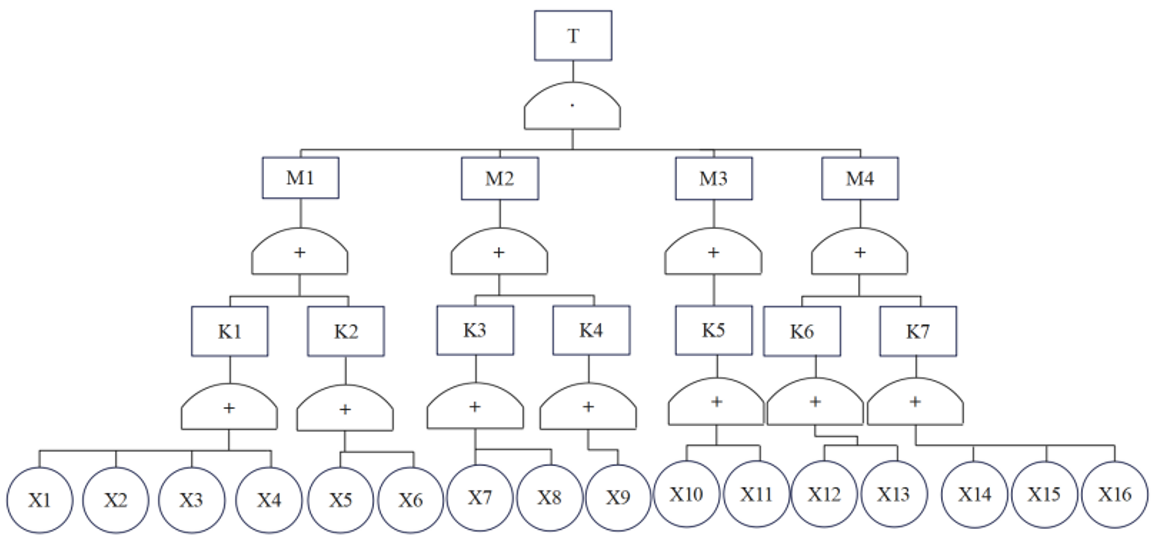 T
·
M1 M2 M3 M4
+ + + +
K1 K2 K3 K4 K5 K6 K7
+ + + + + + +
X1 X2 X3 X4 X5 X6 X7 X8 X9 X10 X11 X12 X13 X14 X15 X16